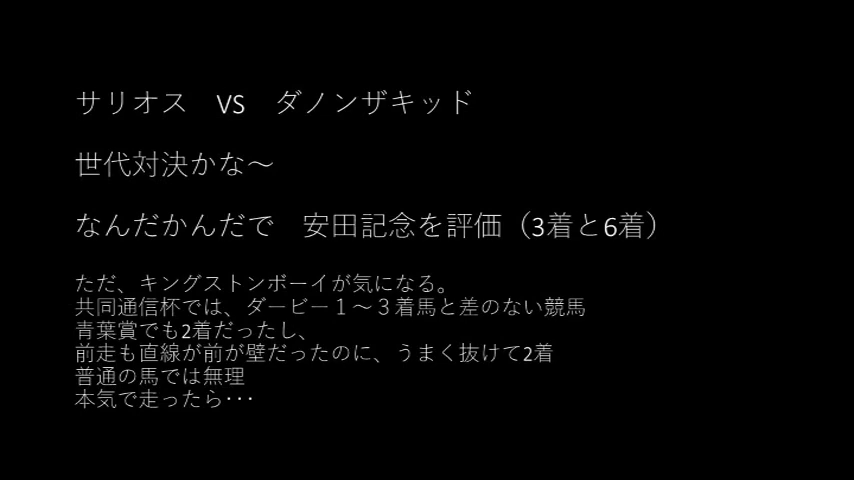 サリオス　VS　ダノンザキッド
世代対決かな～
なんだかんだで　安田記念を評価（3着と6着）
ただ、キングストンボーイが気になる。
共同通信杯では、ダービー１～３着馬と差のない競馬
青葉賞でも2着だったし、
前走も直線が前が壁だったのに、うまく抜けて2着
普通の馬では無理
本気で走ったら･･･